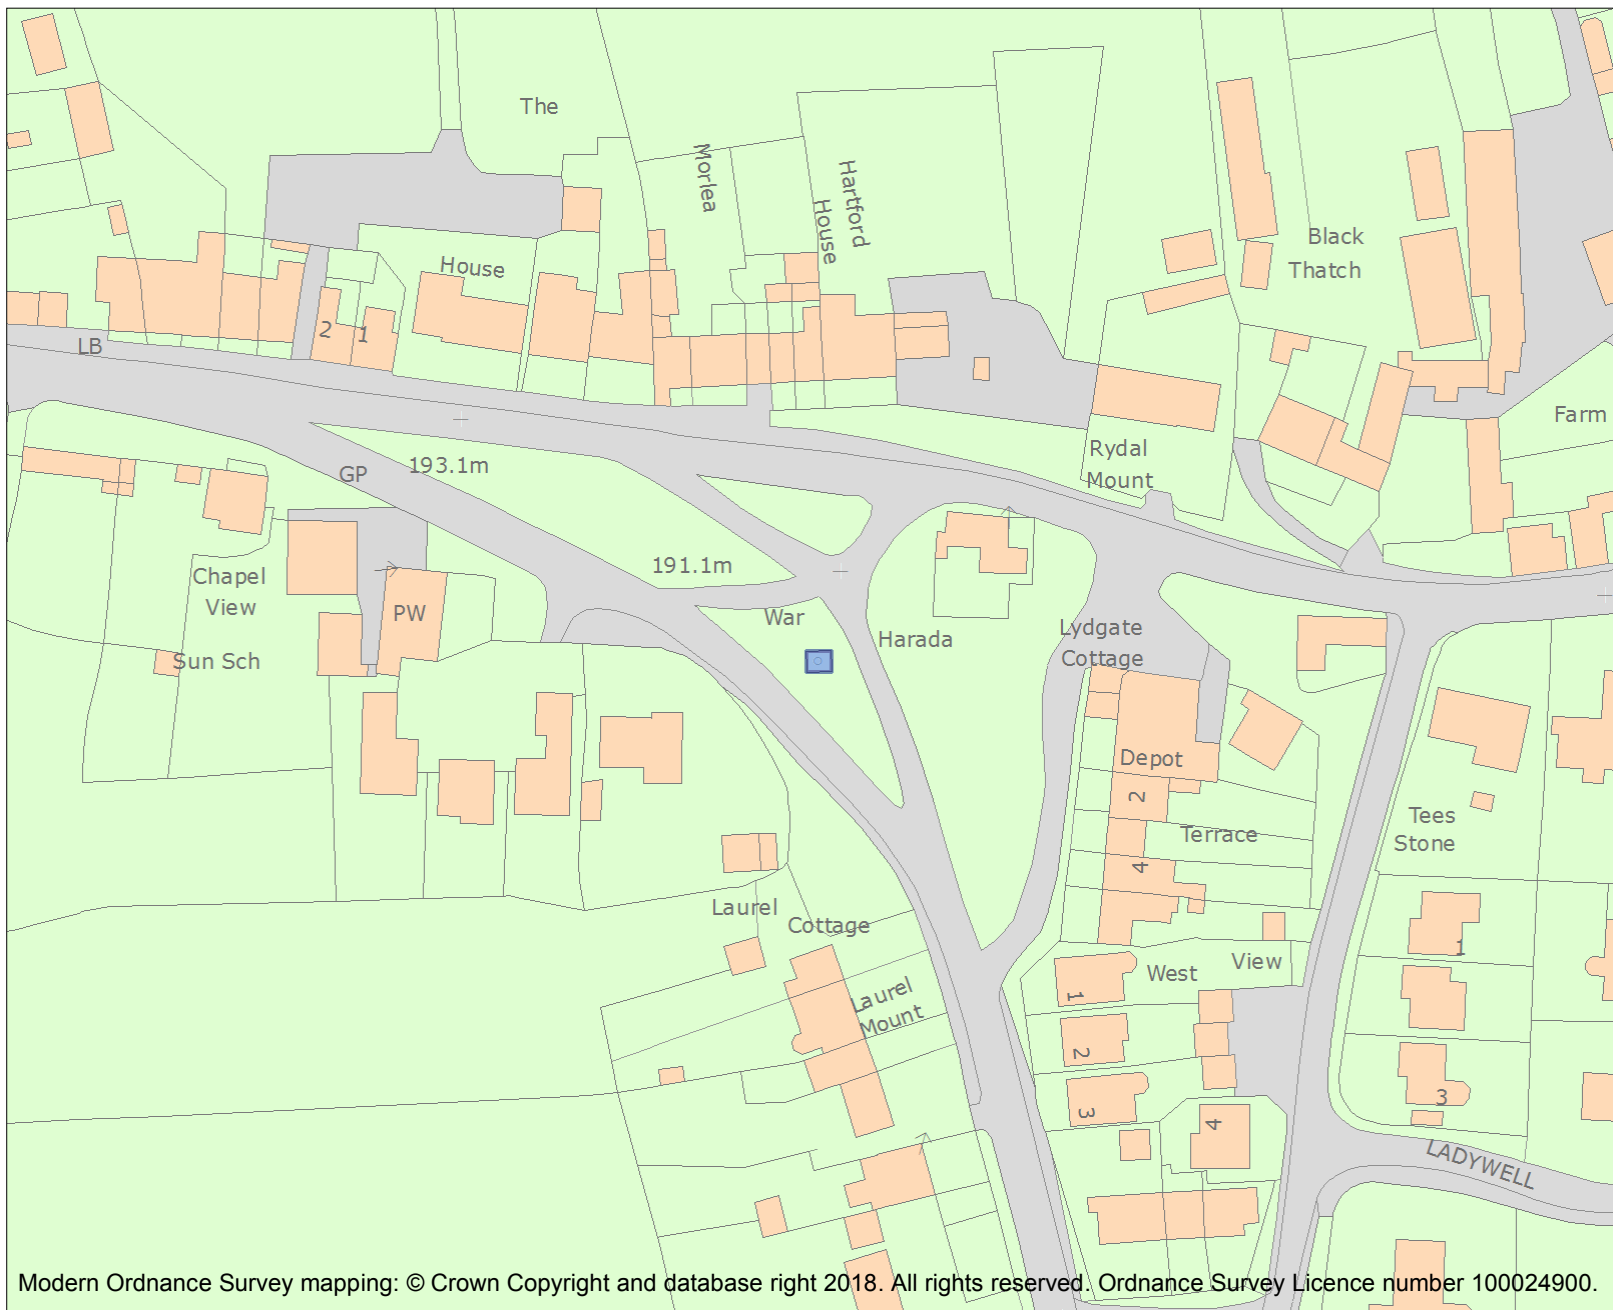 The
Morlea
Hartford
House
Black
Thatch
House
2
1
LB
Farm
Rydal
Mount
193.1m
GP
191.1m
Chapel
View
PW
War
Harada
Lydgate
Cottage
Sun Sch
Depot
2
Terrace
Tees
Stone
4
Laurel
Cottage
1
View
West
Laurel
Mount
1
2
3
3
4
LADYWELL
Modern Ordnance Survey mapping: © Crown Copyright and database right 2018. All rights reserved. Ordnance Survey Licence number 100024900.